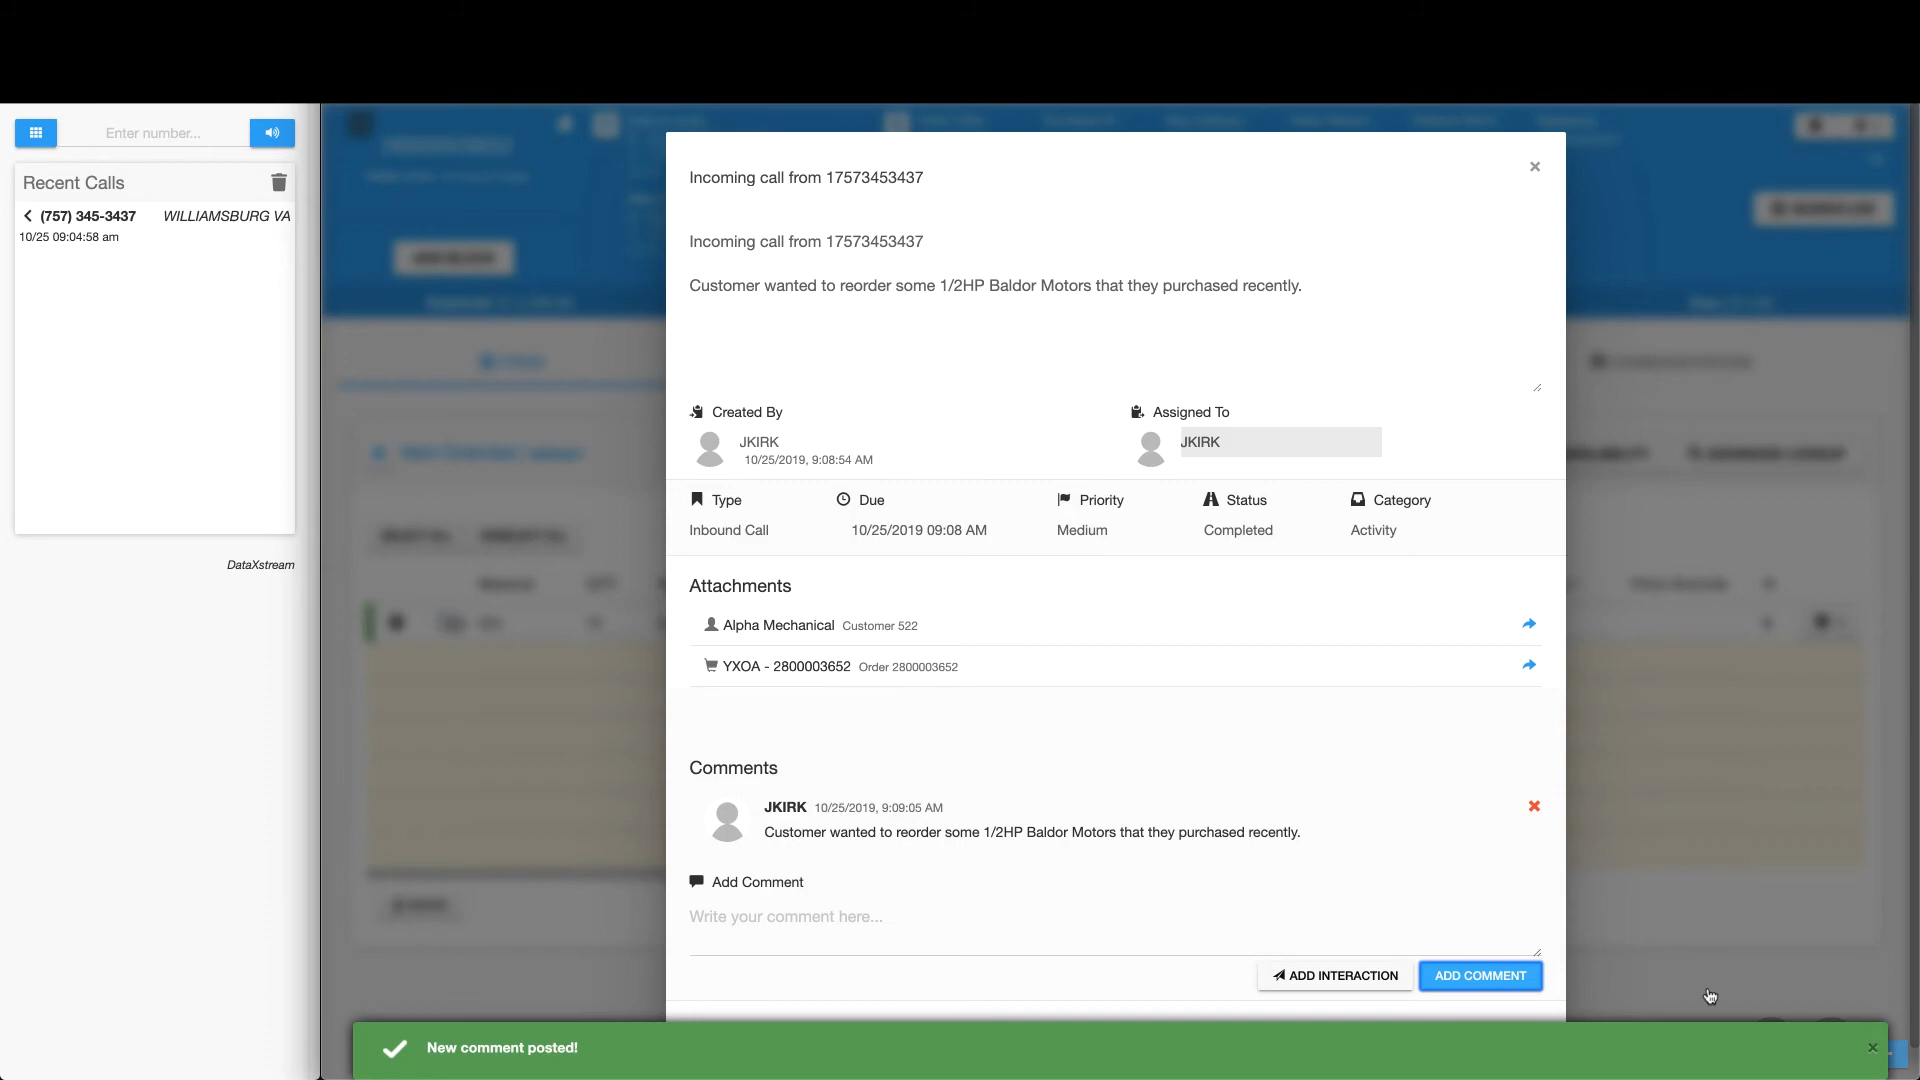 Enter number...
Recent Calls
(757) 345-3437 WILLIAMSBURG VA
10/25 09:04:58 am
DataXstream
Incoming call from 17573453437
Incoming call from 17573453437
Customer wanted to reorder some 1/2HP Baldor Motors that they purchased recently.
Created By
JKIRK
10/25/2019, 9:08:54 AM
Assigned To
JKIRK
Type Due Priority Status Category
Inbound Call 10/25/2019 09:08 AM Medium Completed Activity
Attachments
Alpha Mechanical Customer 522
YXOA - 2800003652 Order 2800003652
Comments
JKIRK 10/25/2019, 9:09:05 AM
Customer wanted to reorder some 1/2HP Baldor Motors that they purchased recently.
Add Comment
Write your comment here...
ADD INTERACTION ADD COMMENT
New comment posted!